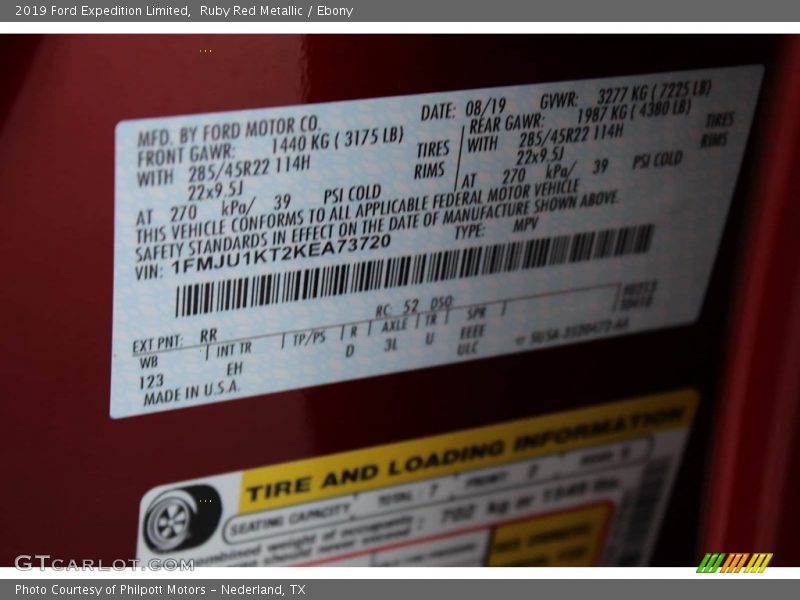 2019 Ford Expedition Limited, Ruby Red Metallic / Ebony
MFD. BY FORD MOTOR CO.
DATE: 08/19 GVWR: 3277 KG ( 7225 LB)
FRONT GAWR: 1440 KG ( 3175 LB)
REAR GAWR: 1987 KG ( 4380 LB)
WITH 285/45R22 114H TIRES
WITH 285/45R22 114H TIRES
22x9.5J RIMS
22x9.5J RIMS
AT 270 kPa/ 39 PSI COLD
AT 270 kPa/ 39 PSI COLD
THIS VEHICLE CONFORMS TO ALL APPLICABLE FEDERAL MOTOR VEHICLE
SAFETY STANDARDS IN EFFECT ON THE DATE OF MANUFACTURE SHOWN ABOVE.
VIN: 1FMJU1KT2KEA73720 TYPE: MPV
EXT PNT: RR RC 52 DSO
WB INT TR TP/PS R AXLE TR SPR
123 EH D 3L U EEEE
ULC
MADE IN U.S.A.
TIRE AND LOADING INFORMATION
SEATING CAPACITY TOTAL: 7
702 kg or 1548 lbs.
GTCARLOT.COM
Photo Courtesy of Philpott Motors - Nederland, TX